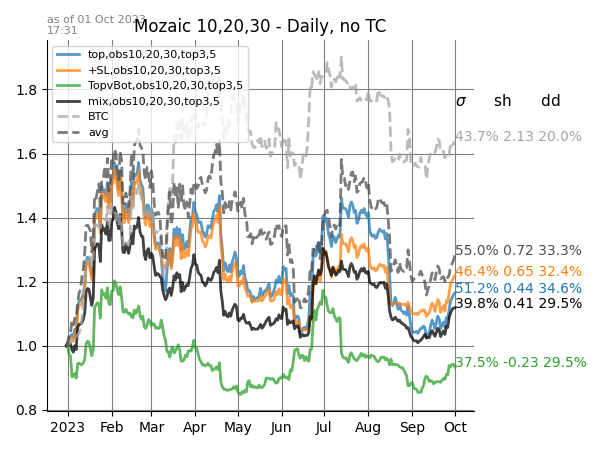 as of 01 Oct 2023
17:31
Mozaic 10,20,30 - Daily, no TC
top,obs10,20,30,top3,5
+SL,obs10,20,30,top3,5
TopvBot,obs10,20,30,top3,5
mix,obs10,20,30,top3,5
BTC
avg
σ sh dd
43.7% 2.13 20.0%
55.0% 0.72 33.3%
46.4% 0.65 32.4%
51.2% 0.44 34.6%
39.8% 0.41 29.5%
37.5% -0.23 29.5%
1.8
1.6
1.4
1.2
1.0
0.8
2023 Feb Mar Apr May Jun Jul Aug Sep Oct